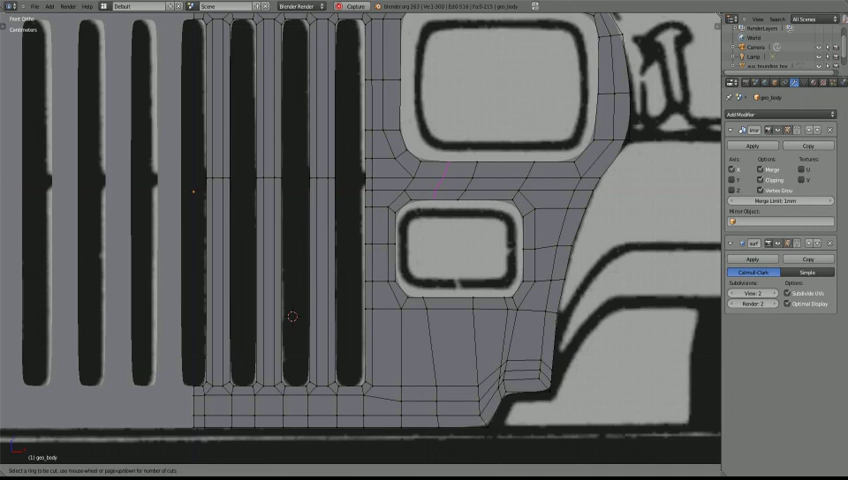 File Add Render Help
Default
Scene
Blender Render
Capture
geo_body
Front Ortho
Centimeters
(1) geo_body
Select a ring to be cut, use mouse-wheel or page-up/down for number of cuts
View Search All Scenes
RenderLayers
World
Camera
Lamp
geo_body
Add Modifier
Apply Copy
Axis: Options: Textures:
X Merge U
Y Clipping V
Z Vertex Grou
Merge Limit: 1mm
Mirror Object:
Apply Copy
Catmull-Clark Simple
Subdivisions: Options:
View: 2 Subdivide UVs
Render: 2 Optimal Display